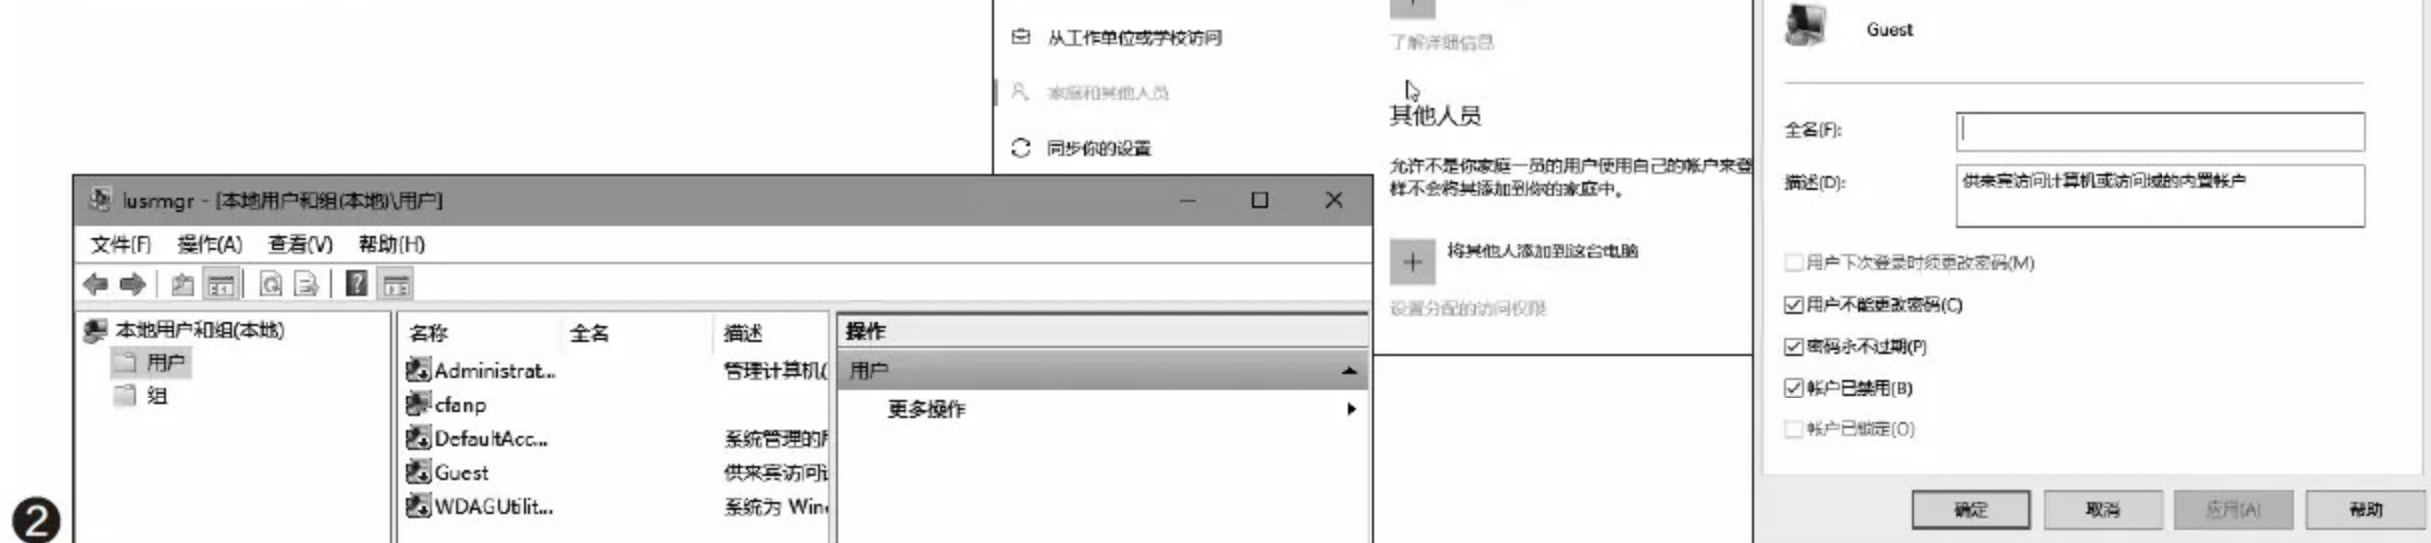 从工作单位或学校访问
家庭和其他人员
同步你的设置
了解详细信息
其他人员
允许不是你家庭一员的用户使用自己的帐户来登
样不会将其添加到你的家庭中。
将其他人添加到这台电脑
设置分配的访问权限
lusrmgr - [本地用户和组(本地)\用户]
文件(F) 操作(A) 查看(V) 帮助(H)
本地用户和组(本地)
用户
组
名称 全名 描述
Administrat... 管理计算机(
cfanp
DefaultAcc... 系统管理的用
Guest 供来宾访问计
WDAGUtilit... 系统为 Wind
操作
用户
更多操作
Guest
全名(F):
描述(D): 供来宾访问计算机或访问域的内置帐户
用户下次登录时须更改密码(M)
用户不能更改密码(C)
密码永不过期(P)
帐户已禁用(B)
帐户已锁定(O)
确定 取消 应用(A) 帮助
2